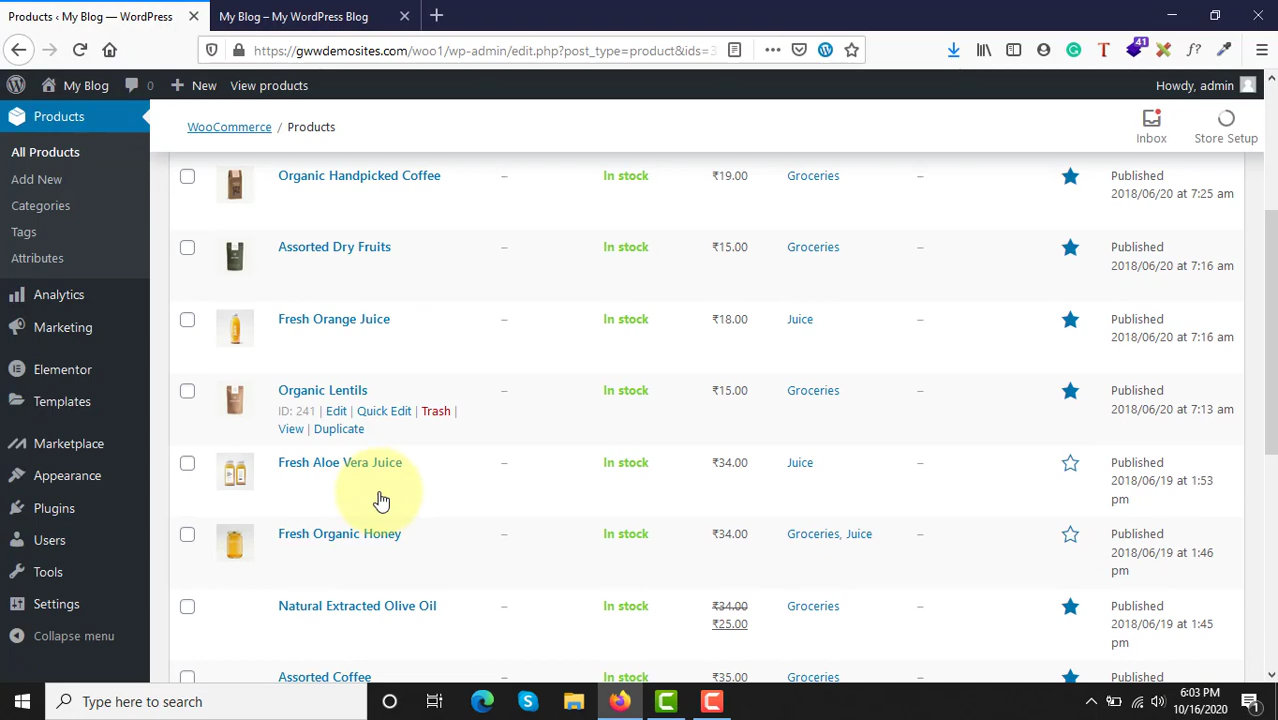 Products ‹ My Blog — WordPress
My Blog – My WordPress Blog
https://gwwdemosites.com/woo1/wp-admin/edit.php?post_type=product&ids=
41
T
f?
My Blog
0
New
View products
Howdy, admin
Products
All Products
Add New
Categories
Tags
Attributes
Analytics
Marketing
Elementor
Templates
Marketplace
Appearance
Plugins
Users
Tools
Settings
Collapse menu
WooCommerce / Products
Inbox
Store Setup
Organic Handpicked Coffee – In stock ₹19.00 Groceries – Published
2018/06/20 at 7:25 am
Assorted Dry Fruits – In stock ₹15.00 Groceries – Published
2018/06/20 at 7:16 am
Fresh Orange Juice – In stock ₹18.00 Juice – Published
2018/06/20 at 7:16 am
Organic Lentils – In stock ₹15.00 Groceries – Published
ID: 241 | Edit | Quick Edit | Trash | 2018/06/20 at 7:13 am
View | Duplicate
Fresh Aloe Vera Juice – In stock ₹34.00 Juice – Published
2018/06/19 at 1:53
pm
Fresh Organic Honey – In stock ₹34.00 Groceries, Juice – Published
2018/06/19 at 1:46
pm
Natural Extracted Olive Oil – In stock ₹34.00 Groceries – Published
₹25.00 2018/06/19 at 1:45
pm
Assorted Coffee – In stock ₹35.00 Groceries – Published
Type here to search
6:03 PM
10/16/2020
1